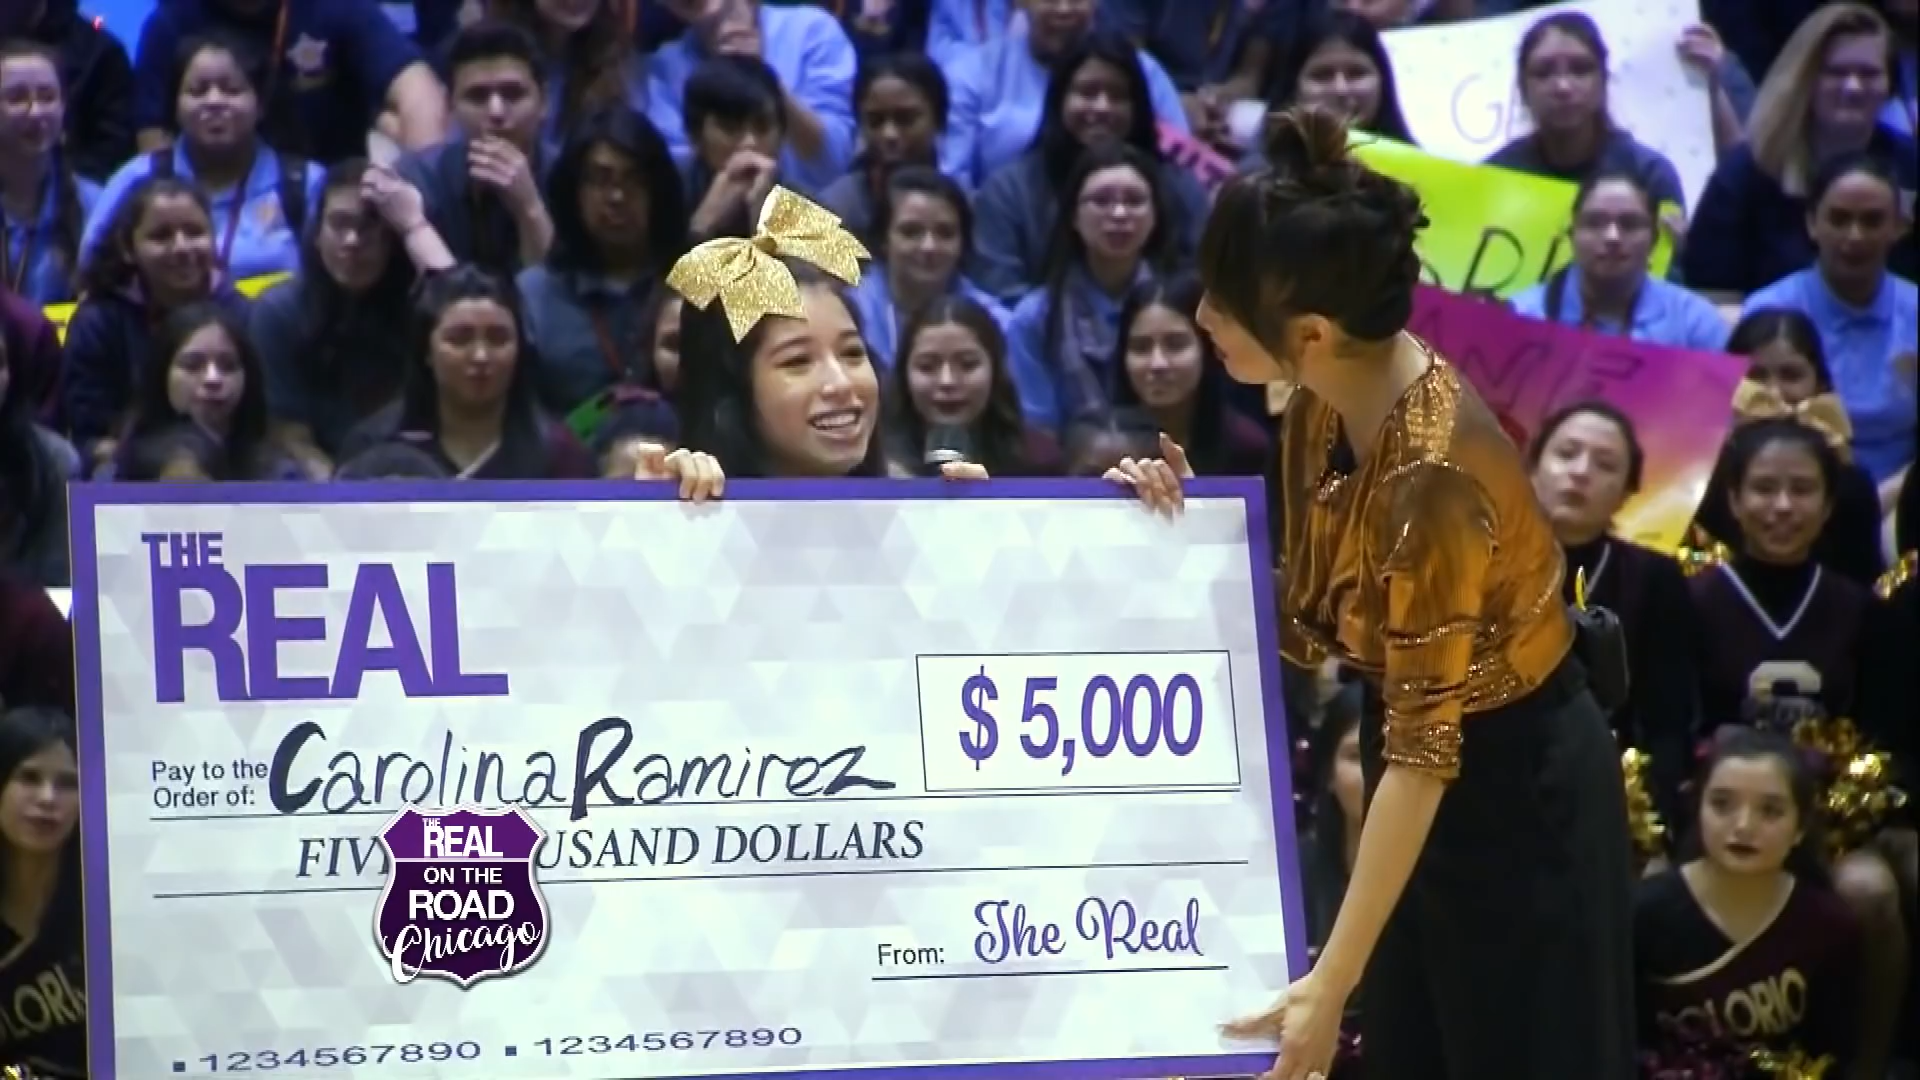 THE
REAL
$ 5,000
Pay to the
Order of: Carolina Ramirez
FIV USAND DOLLARS
From: The Real
1234567890 1234567890
THE
REAL
ON THE
ROAD
Chicago